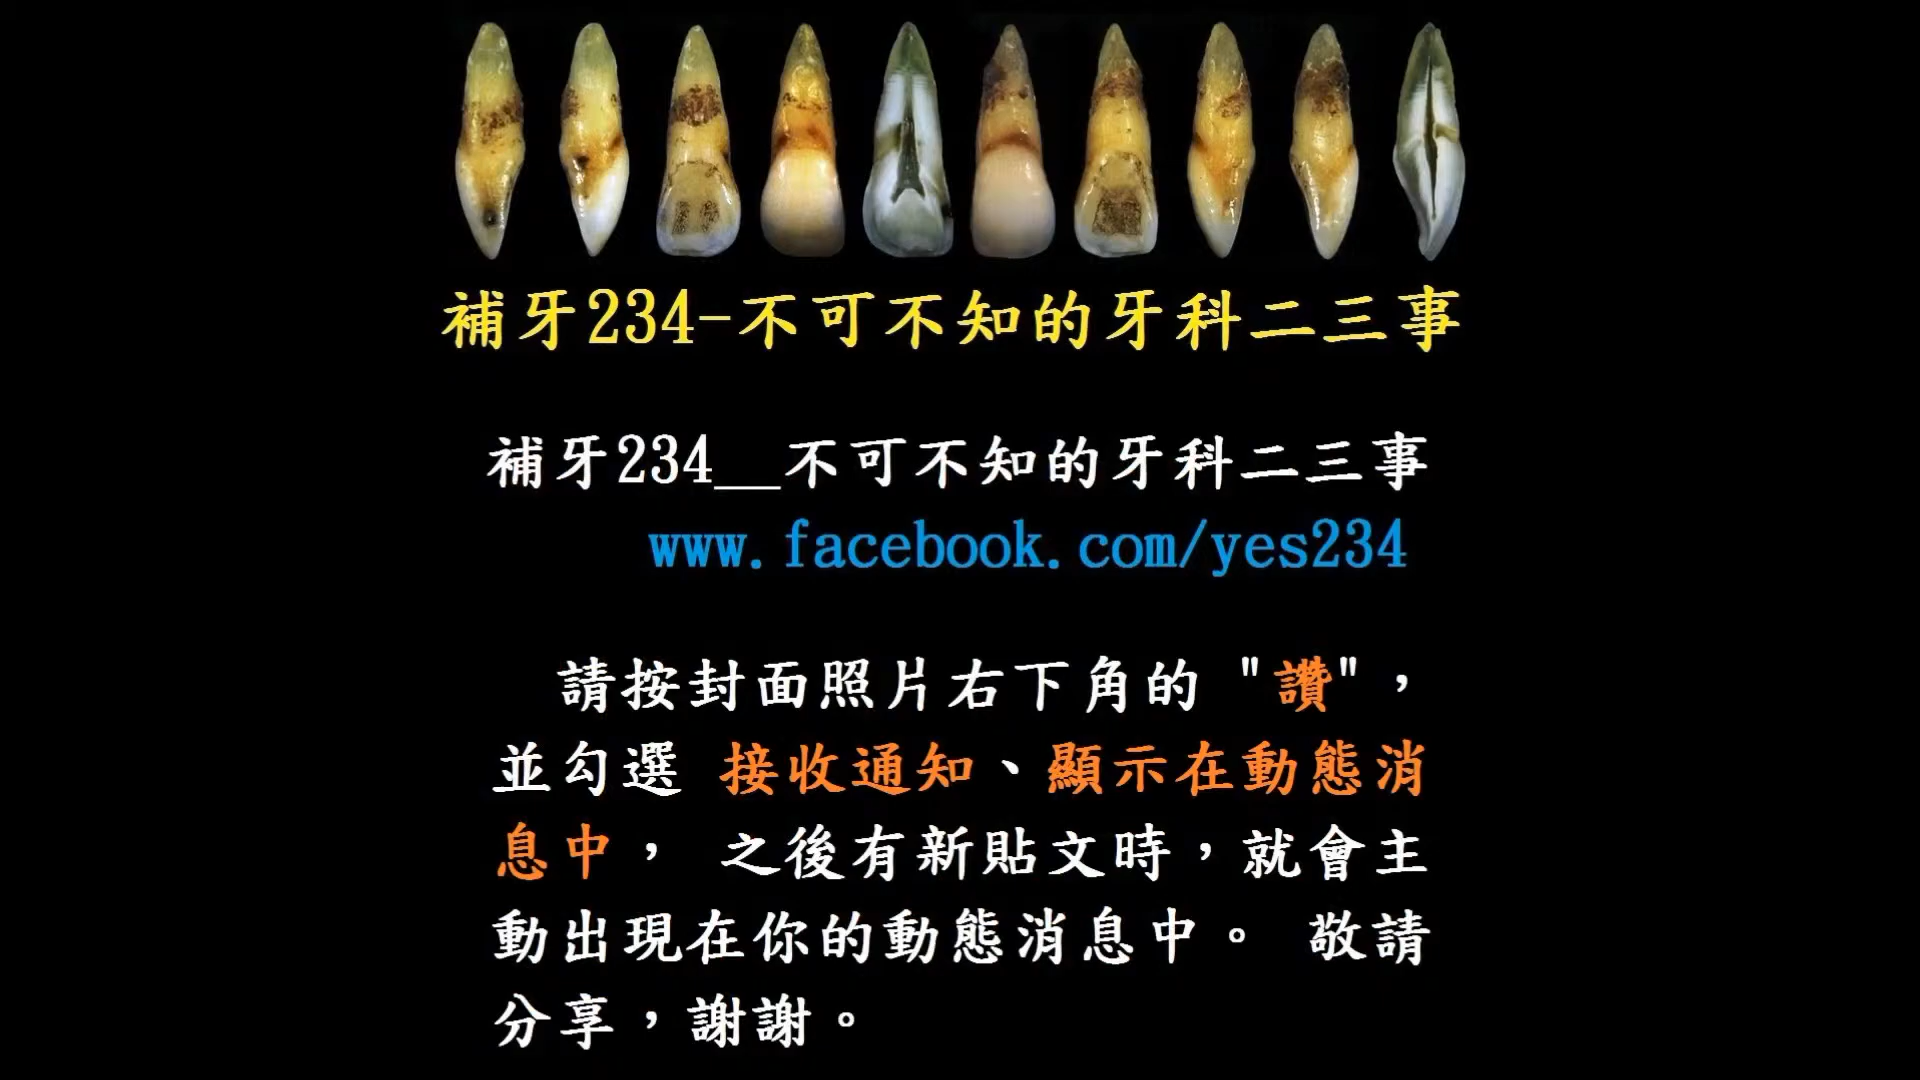 補牙234-不可不知的牙科二三事
補牙234__不可不知的牙科二三事
www.facebook.com/yes234
請按封面照片右下角的 "讚"，
並勾選 接收通知、顯示在動態消
息中， 之後有新貼文時，就會主
動出現在你的動態消息中。 敬請
分享，謝謝。